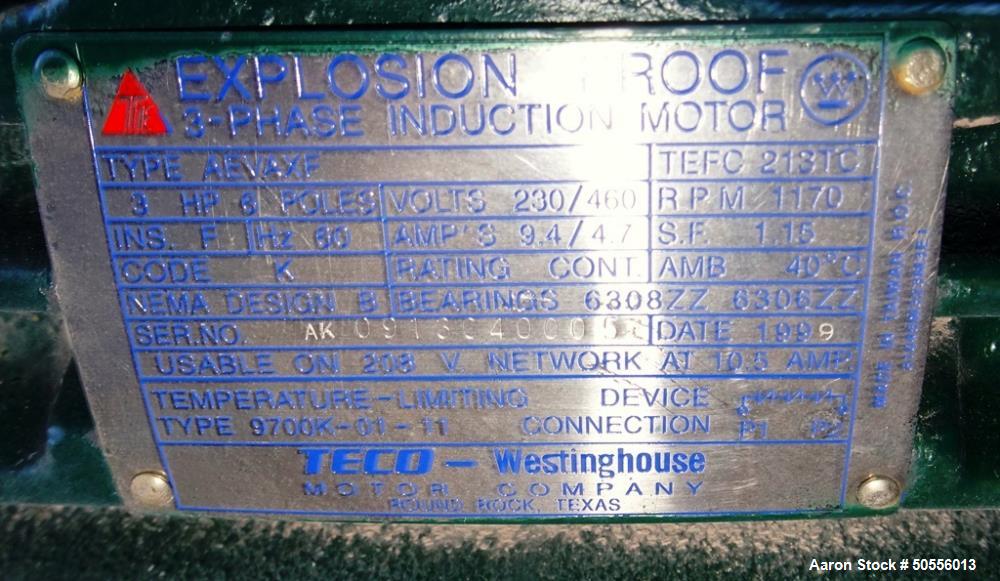 EXPLOSION PROOF
3-PHASE INDUCTION MOTOR
TYPE AEVAXF TEFC 213TC
3 HP 6 POLES VOLTS 230/460 R P M 1170
INS. F Hz 60 AMP'S 9.4/4.7 S.F. 1.15
CODE K RATING CONT. AMB 40°C
NEMA DESIGN B BEARINGS 6308ZZ 6306ZZ
SER.NO. AK DATE 1999
USABLE ON 208 V. NETWORK AT 10.5 AMP
TEMPERATURE-LIMITING DEVICE
TYPE 9700K-01-11 CONNECTION P1 P2
TECO - Westinghouse
MOTOR COMPANY
ROUND ROCK, TEXAS
MADE IN TAIWAN R.O.C.
Aaron Stock # 50556013